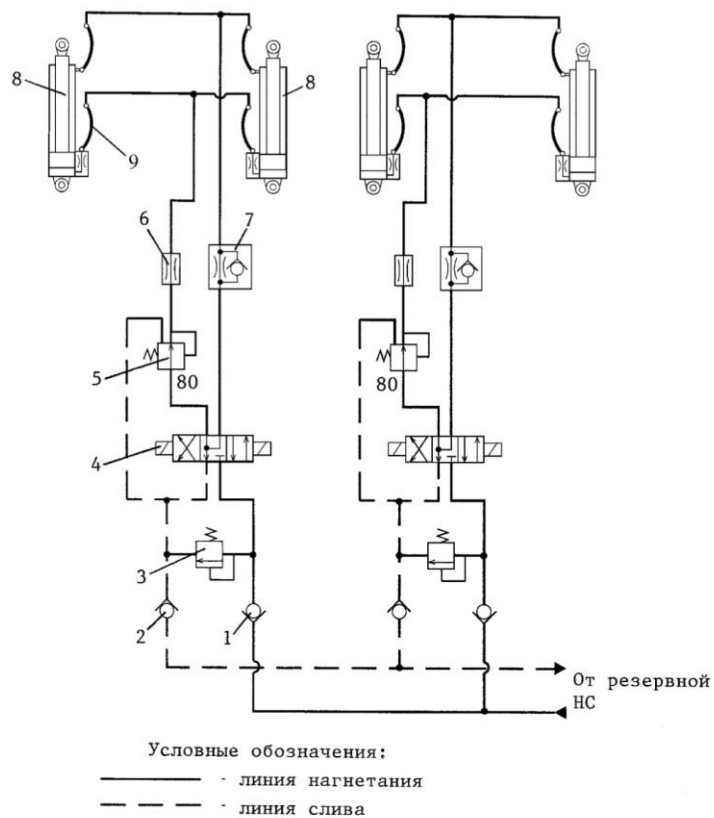 8
8
9
6
7
5
80
80
4
3
2
1
От резервной
НС
Условные обозначения:
- линия нагнетания
- линия слива